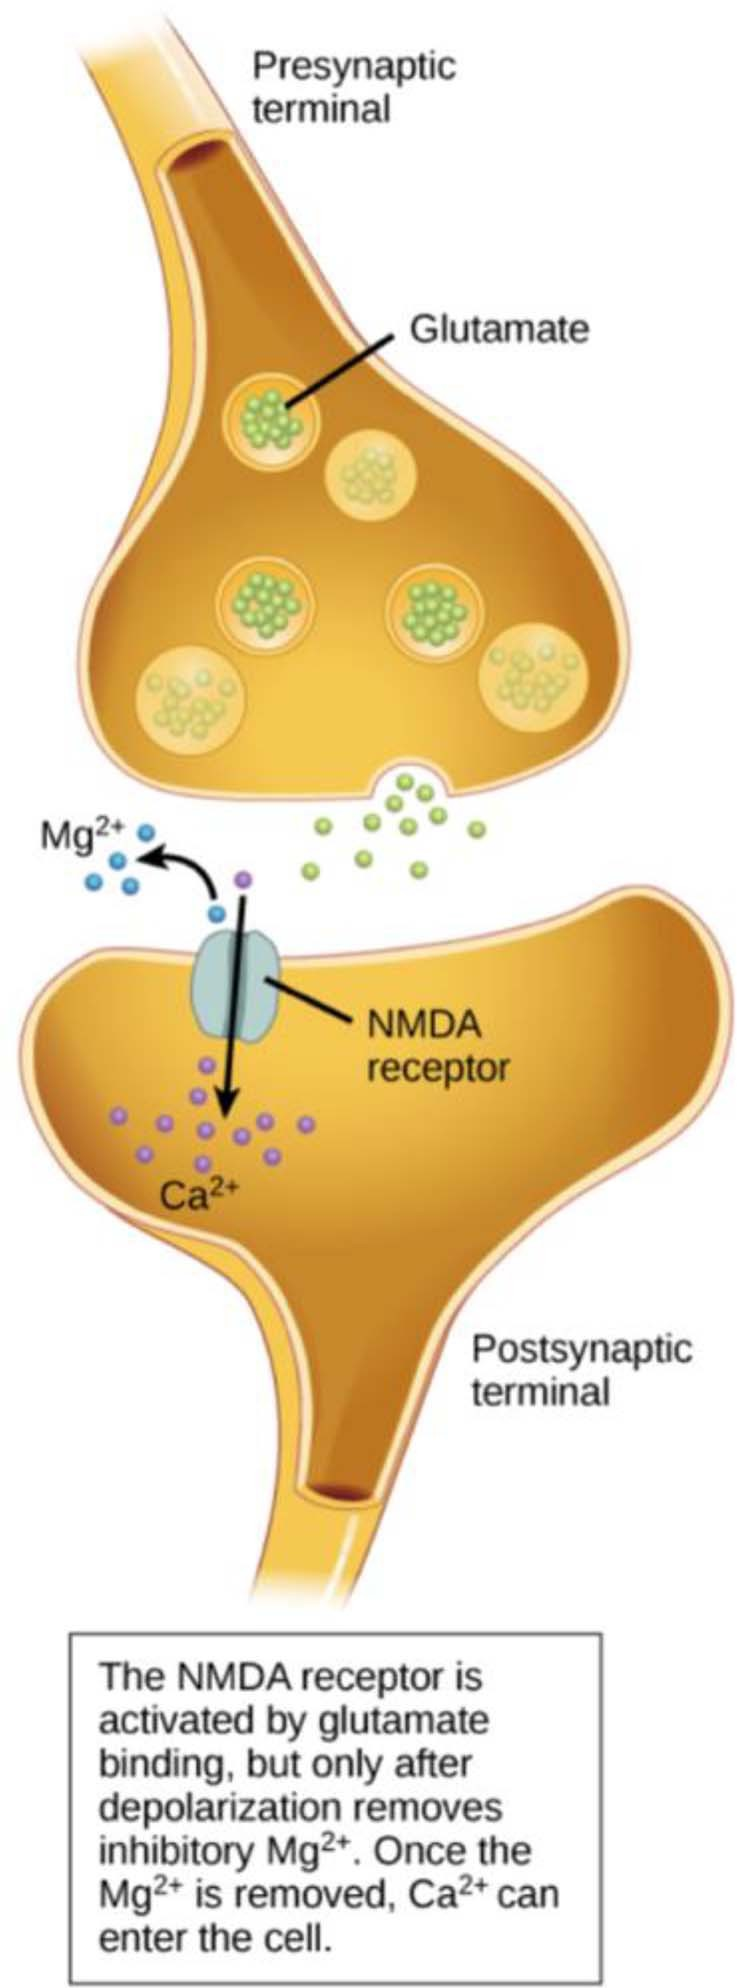 Presynaptic
terminal
Glutamate
Mg²⁺
NMDA
receptor
Ca²⁺
Postsynaptic
terminal
The NMDA receptor is
activated by glutamate
binding, but only after
depolarization removes
inhibitory Mg²⁺. Once the
Mg²⁺ is removed, Ca²⁺ can
enter the cell.